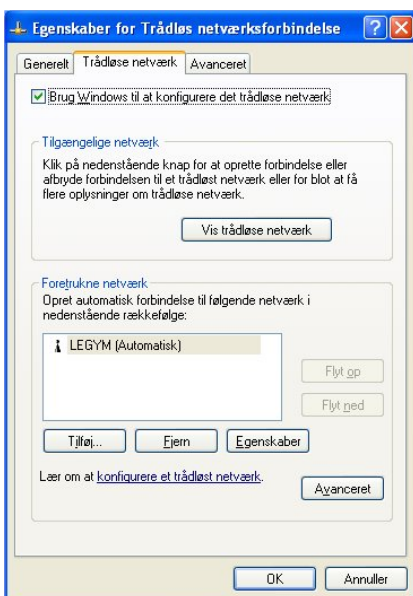 Egenskaber for Trådløs netværksforbindelse
Generelt Trådløse netværk Avanceret
Brug Windows til at konfigurere det trådløse netværk
Tilgængelige netværk
Klik på nedenstående knap for at oprette forbindelse eller
afbryde forbindelsen til et trådløst netværk eller for blot at få
flere oplysninger om trådløse netværk.
Vis trådløse netværk
Foretrukne netværk
Opret automatisk forbindelse til følgende netværk i
nedenstående rækkefølge:
LEGYM (Automatisk)
Flyt op
Flyt ned
Tilføj... Fjern Egenskaber
Lær om at konfigurere et trådløst netværk.
Avanceret
OK Annuller